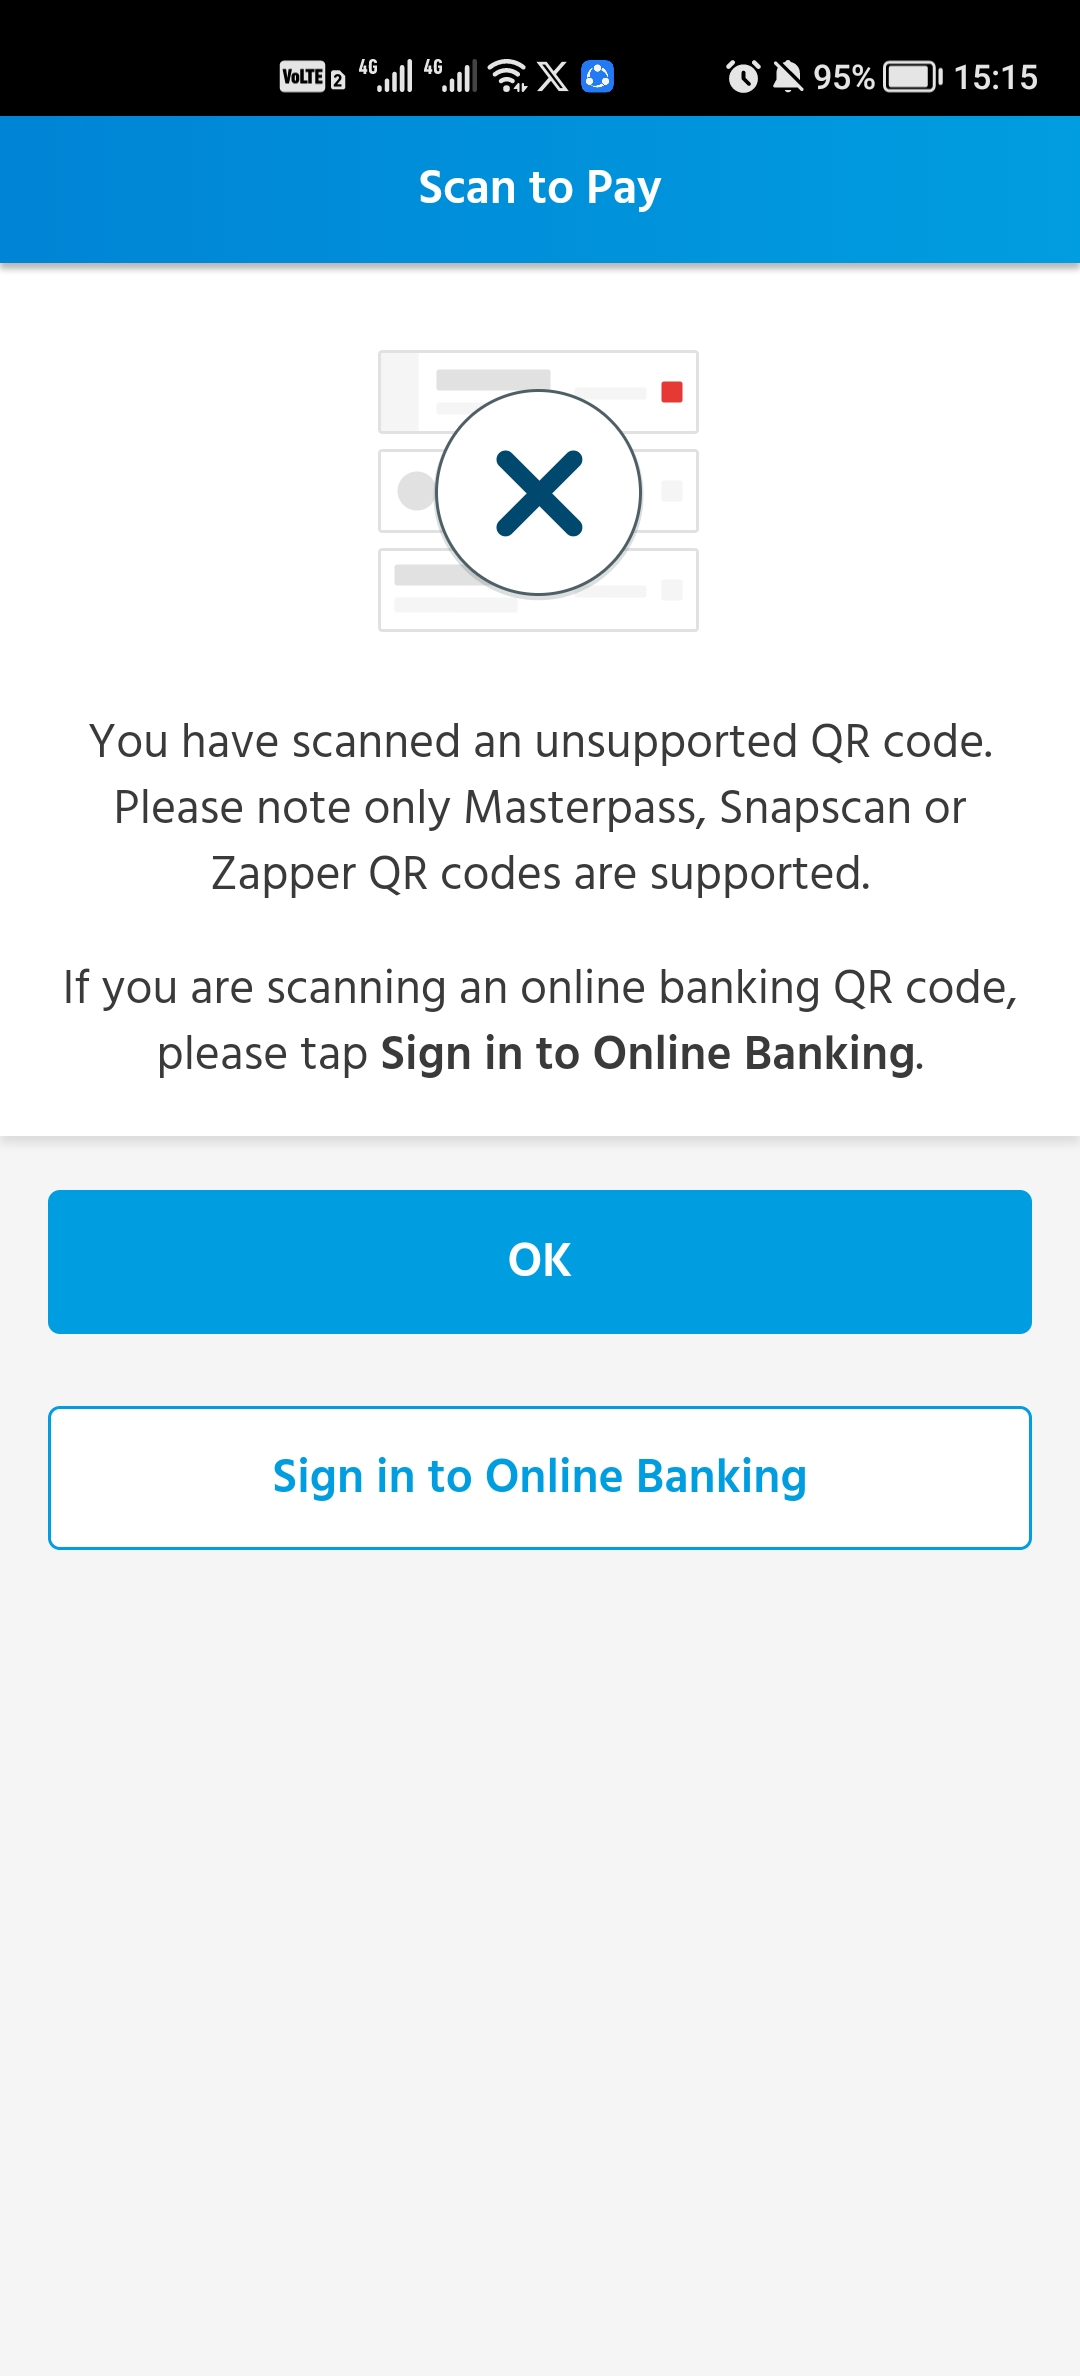 VoLTE 2 4G 4G 95% 15:15
Scan to Pay
You have scanned an unsupported QR code.
Please note only Masterpass, Snapscan or
Zapper QR codes are supported.
If you are scanning an online banking QR code,
please tap Sign in to Online Banking.
OK
Sign in to Online Banking